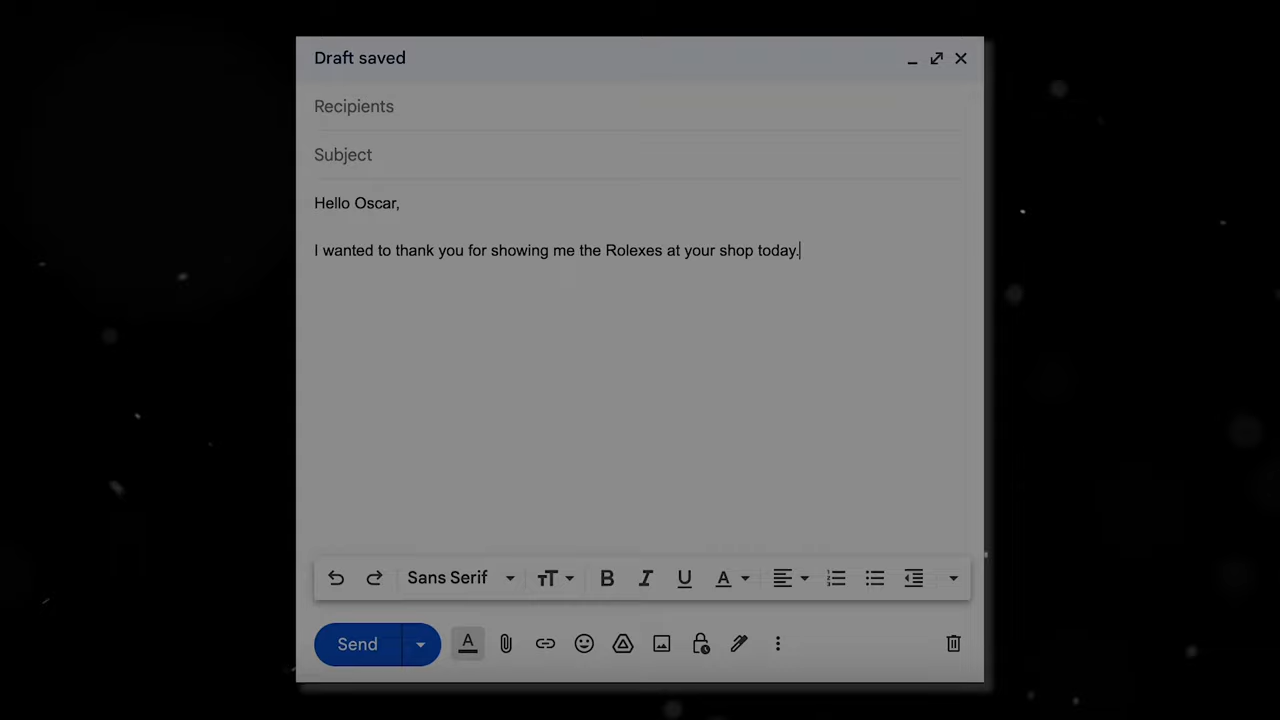 Draft saved
Recipients
Subject
Hello Oscar,
I wanted to thank you for showing me the Rolexes at your shop today.
Sans Serif
Send